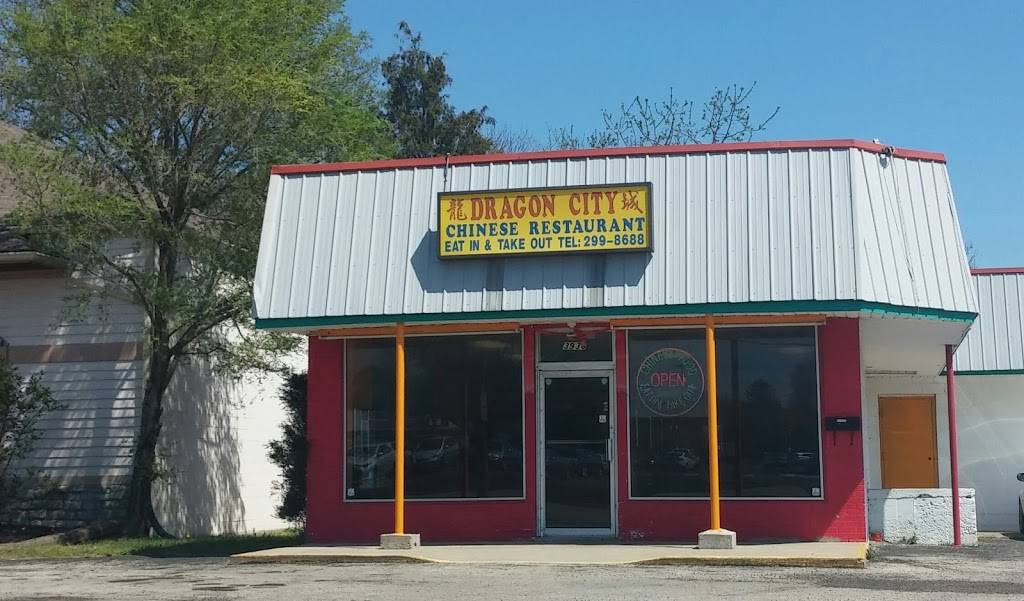 龍 DRAGON CITY 城
CHINESE RESTAURANT
EAT IN & TAKE OUT TEL: 299-8688
OPEN